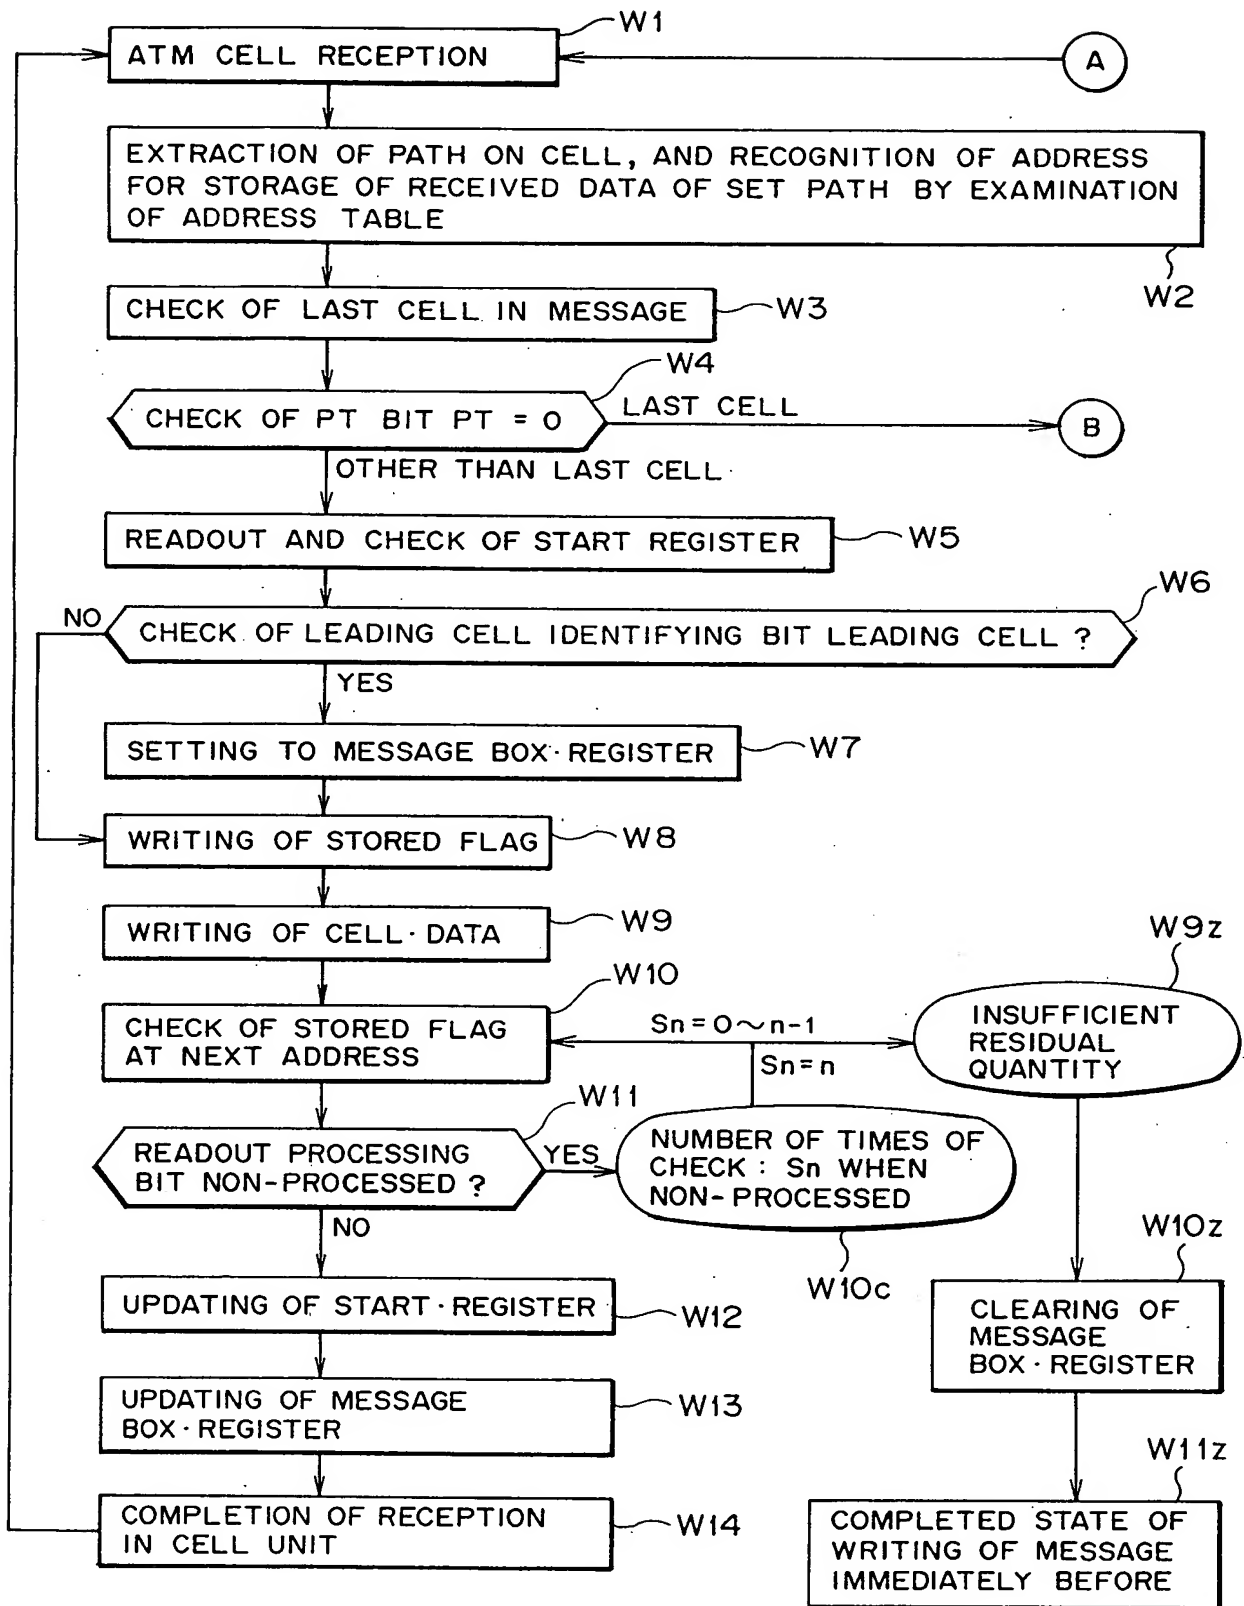 W1
ATM CELL RECEPTION
A
EXTRACTION OF PATH ON CELL, AND RECOGNITION OF ADDRESS
FOR STORAGE OF RECEIVED DATA OF SET PATH BY EXAMINATION
OF ADDRESS TABLE
W2
CHECK OF LAST CELL IN MESSAGE
W3
W4
CHECK OF PT BIT PT = 0
LAST CELL
B
OTHER THAN LAST CELL
READOUT AND CHECK OF START REGISTER
W5
W6
NO
CHECK OF LEADING CELL IDENTIFYING BIT LEADING CELL ?
YES
SETTING TO MESSAGE BOX·REGISTER
W7
WRITING OF STORED FLAG
W8
WRITING OF CELL·DATA
W9
W9z
W10
CHECK OF STORED FLAG
AT NEXT ADDRESS
Sn=0~n-1
Sn=n
INSUFFICIENT
RESIDUAL
QUANTITY
W11
READOUT PROCESSING
BIT NON-PROCESSED ?
YES
NUMBER OF TIMES OF
CHECK : Sn WHEN
NON-PROCESSED
NO
W10c
W10z
UPDATING OF START·REGISTER
W12
CLEARING OF
MESSAGE
BOX·REGISTER
UPDATING OF MESSAGE
BOX·REGISTER
W13
W11z
COMPLETION OF RECEPTION
IN CELL UNIT
W14
COMPLETED STATE OF
WRITING OF MESSAGE
IMMEDIATELY BEFORE